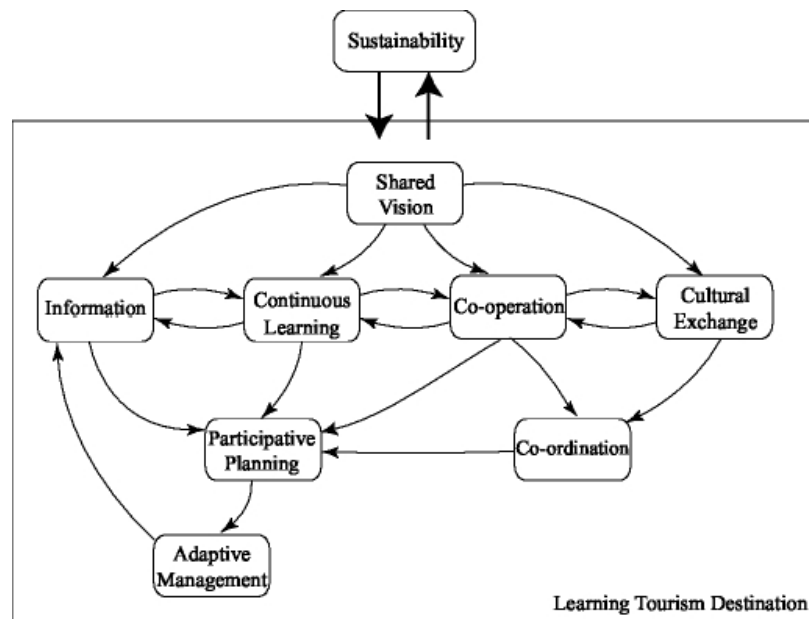 Sustainability
Shared
Vision
Information
Continuous
Learning
Co-operation
Cultural
Exchange
Participative
Planning
Co-ordination
Adaptive
Management
Learning Tourism Destination